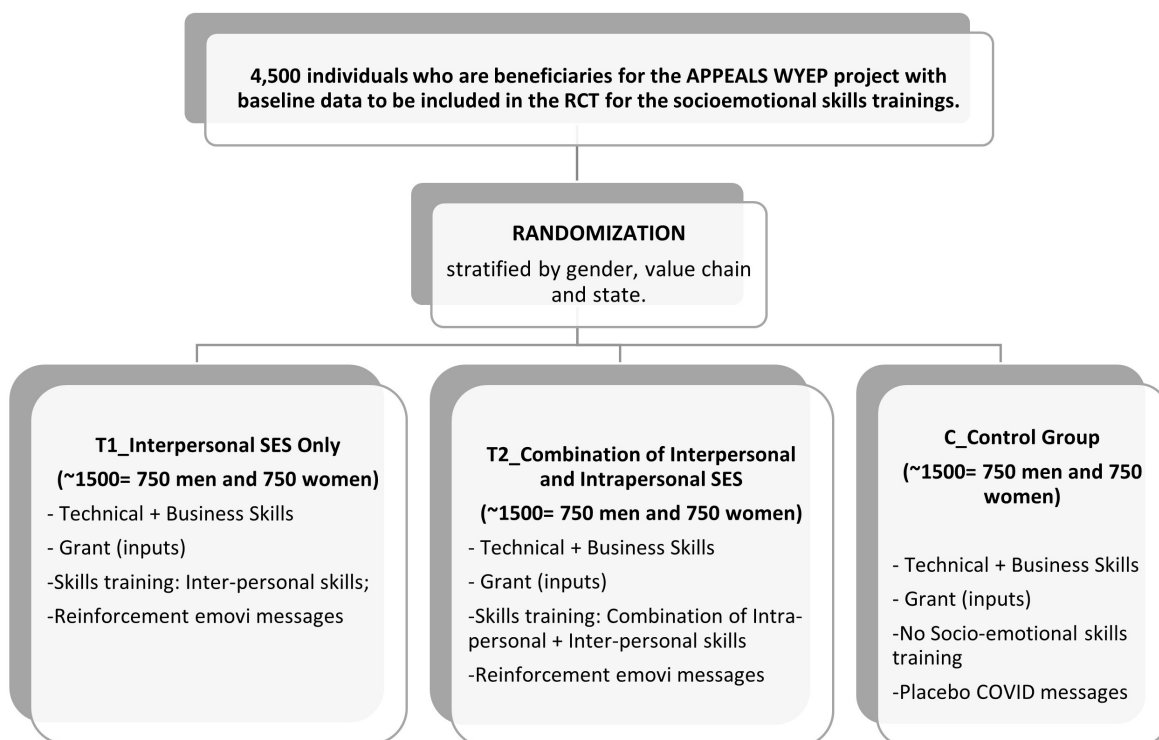 4,500 individuals who are beneficiaries for the APPEALS WYEP project with
baseline data to be included in the RCT for the socioemotional skills trainings.
RANDOMIZATION
stratified by gender, value chain
and state.
T1_Interpersonal SES Only
(~1500= 750 men and 750 women)
- Technical + Business Skills
- Grant (inputs)
-Skills training: Inter-personal skills;
-Reinforcement emovi messages
T2_Combination of Interpersonal
and Intrapersonal SES
(~1500= 750 men and 750 women)
- Technical + Business Skills
- Grant (inputs)
-Skills training: Combination of Intra-
personal + Inter-personal skills
-Reinforcement emovi messages
C_Control Group
(~1500= 750 men and 750
women)
- Technical + Business Skills
- Grant (inputs)
-No Socio-emotional skills
training
-Placebo COVID messages